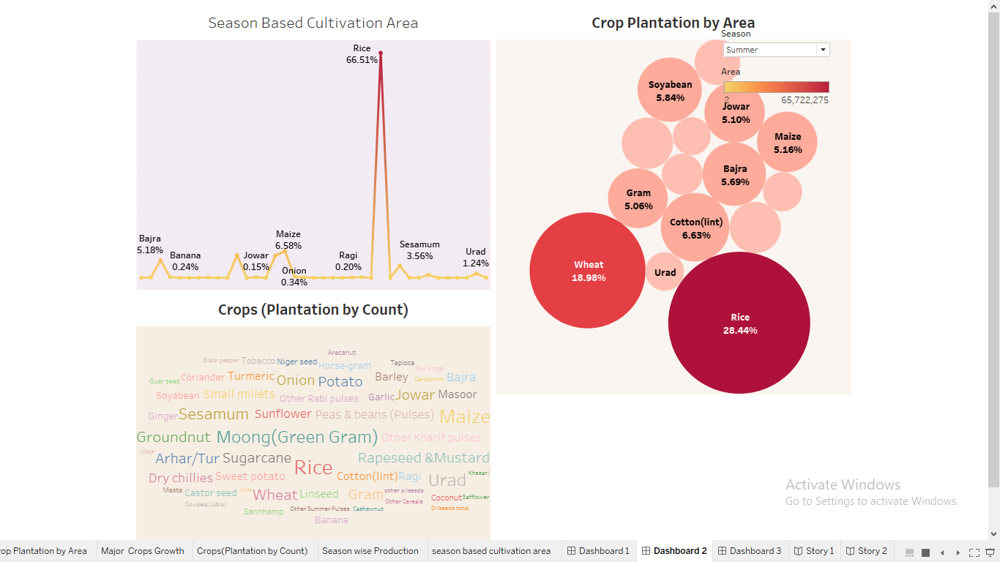 Season Based Cultivation Area
Rice
66.51%
Bajra
5.18%
Banana
0.24%
Jowar
0.15%
Maize
6.58%
Onion
0.34%
Ragi
0.20%
Sesamum
3.56%
Urad
1.24%
Crop Plantation by Area
Season
Summer
Area
2
65,722,275
Soyabean
5.84%
Jowar
5.10%
Maize
5.16%
Bajra
5.69%
Gram
5.06%
Cotton(lint)
6.63%
Wheat
18.98%
Urad
Rice
28.44%
Crops (Plantation by Count)
Arecanut
Black pepper Tobacco Niger seed Horse-gram Tapioca Dry Ginger
Guar seed Coriander Turmeric Onion Potato Barley Cardamom Bajra
Soyabean Small millets Other Rabi pulses Garlic Jowar Masoor
Ginger Sesamum Sunflower Peas & beans (Pulses) Maize
Groundnut Moong(Green Gram) Other Kharif pulses
Moth Arhar/Tur Sugarcane Rice Rapeseed &Mustard
Dry chillies Sweet potato Cotton(lint) Ragi Urad Khesari
Mesta Castor seed Jute Wheat Linseed Gram other oilseeds Coconut Safflower
Cowpea(Lobia) Other Cereals
Sannhamp Other Summer Pulses Cashewnut Oilseeds total
Banana
Activate Windows
Go to Settings to activate Windows.
rop Plantation by Area Major Crops Growth Crops(Plantation by Count) Season wise Production season based cultivation area Dashboard 1 Dashboard 2 Dashboard 3 Story 1 Story 2